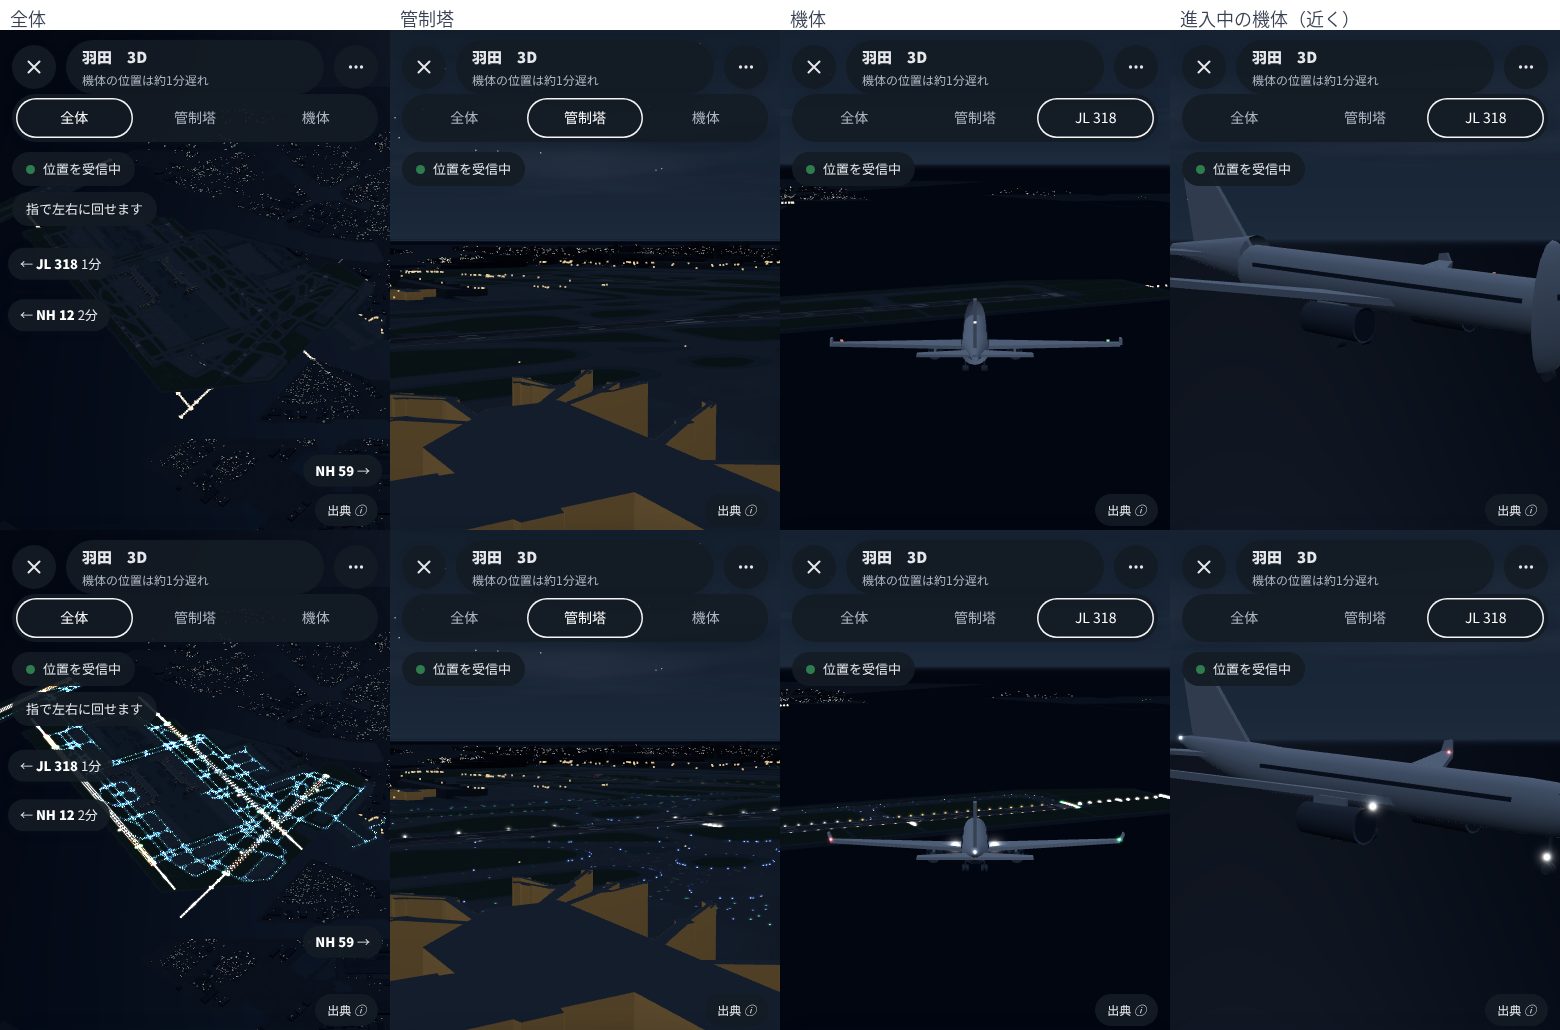 全体
管制塔
機体
進入中の機体（近く）
羽田　3D
機体の位置は約1分遅れ
全体
管制塔
機体
位置を受信中
指で左右に回せます
← JL 318 1分
← NH 12 2分
NH 59 →
出典 ⓘ
羽田　3D
機体の位置は約1分遅れ
全体
管制塔
機体
位置を受信中
出典 ⓘ
羽田　3D
機体の位置は約1分遅れ
全体
管制塔
JL 318
位置を受信中
出典 ⓘ
羽田　3D
機体の位置は約1分遅れ
全体
管制塔
JL 318
位置を受信中
出典 ⓘ
羽田　3D
機体の位置は約1分遅れ
全体
管制塔
機体
位置を受信中
指で左右に回せます
← JL 318 1分
← NH 12 2分
NH 59 →
出典 ⓘ
羽田　3D
機体の位置は約1分遅れ
全体
管制塔
機体
位置を受信中
出典 ⓘ
羽田　3D
機体の位置は約1分遅れ
全体
管制塔
JL 318
位置を受信中
出典 ⓘ
羽田　3D
機体の位置は約1分遅れ
全体
管制塔
JL 318
位置を受信中
出典 ⓘ